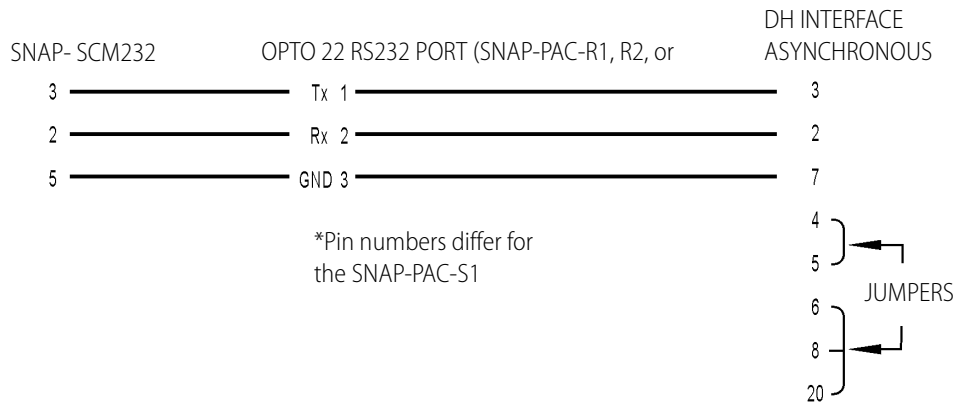 DH INTERFACE
SNAP- SCM232 OPTO 22 RS232 PORT (SNAP-PAC-R1, R2, or ASYNCHRONOUS
3 Tx 1 3
2 Rx 2 2
5 GND 3 7
4
*Pin numbers differ for
5
the SNAP-PAC-S1
JUMPERS
6
8
20